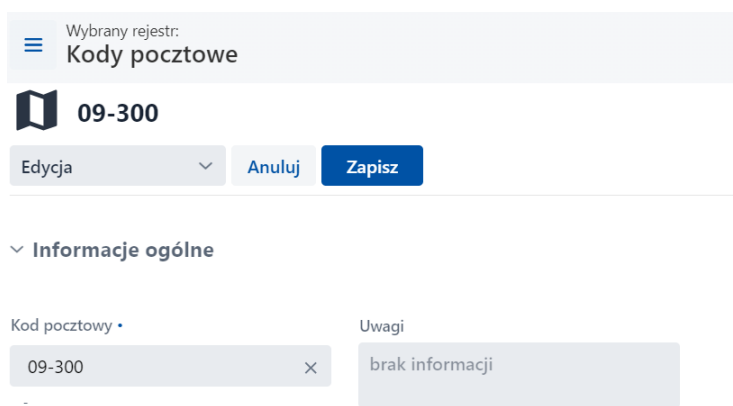 Wybrany rejestr:
Kody pocztowe
09-300
Edycja Anuluj Zapisz
Informacje ogólne
Kod pocztowy • Uwagi
09-300 brak informacji